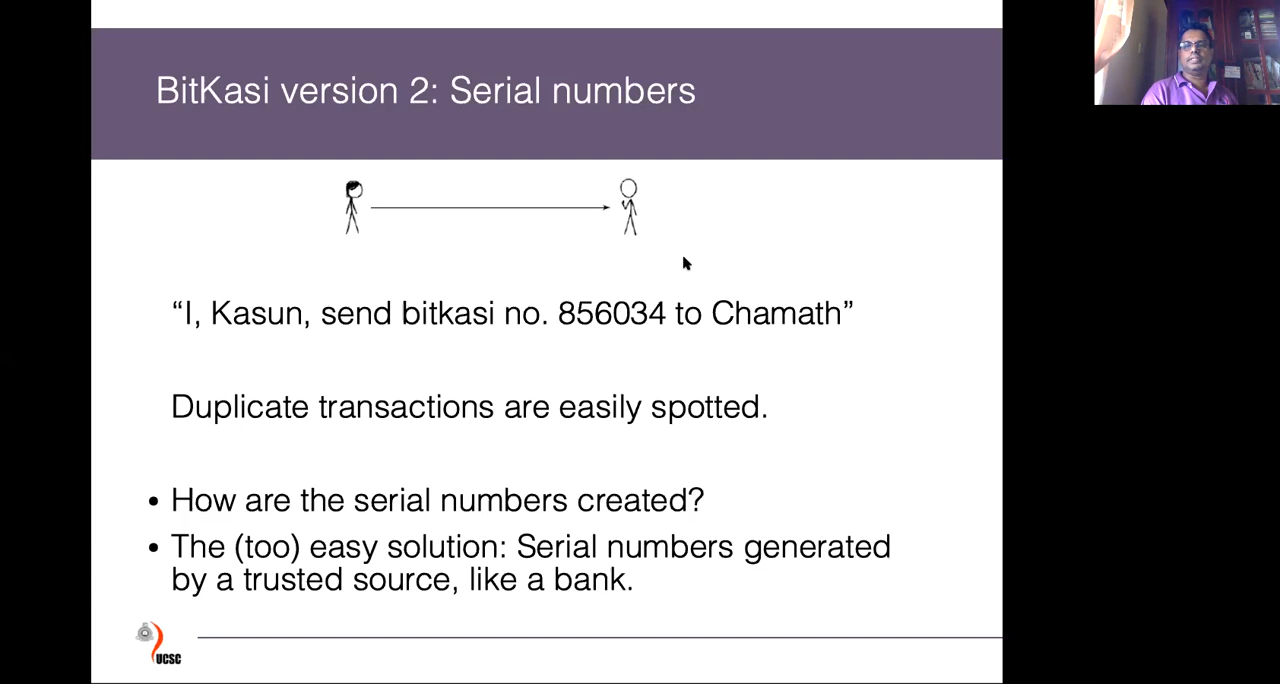 BitKasi version 2: Serial numbers
“I, Kasun, send bitkasi no. 856034 to Chamath”
Duplicate transactions are easily spotted.
• How are the serial numbers created?
• The (too) easy solution: Serial numbers generated
by a trusted source, like a bank.
UCSC